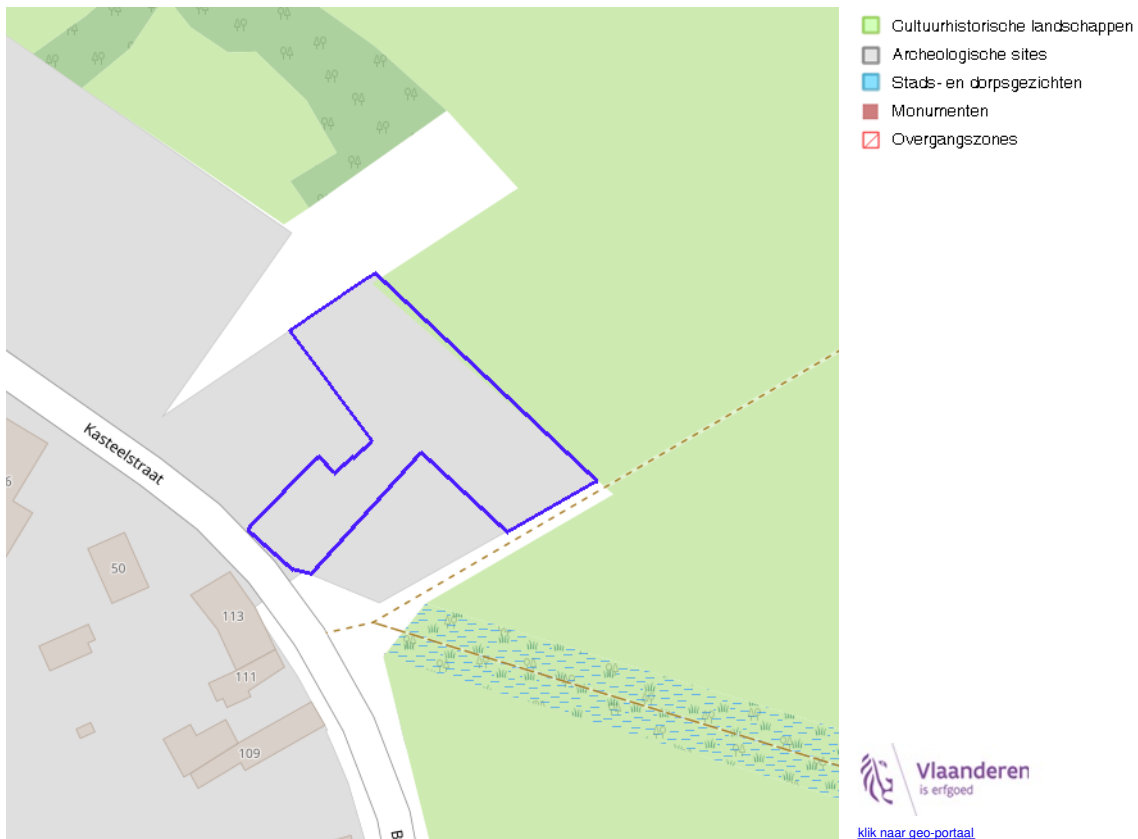 Cultuurhistorische landschappen
Archeologische sites
Stads- en dorpsgezichten
Monumenten
Overgangszones
Kasteelstraat
6
50
113
111
109
B
Vlaanderen
is erfgoed
klik naar geo-portaal